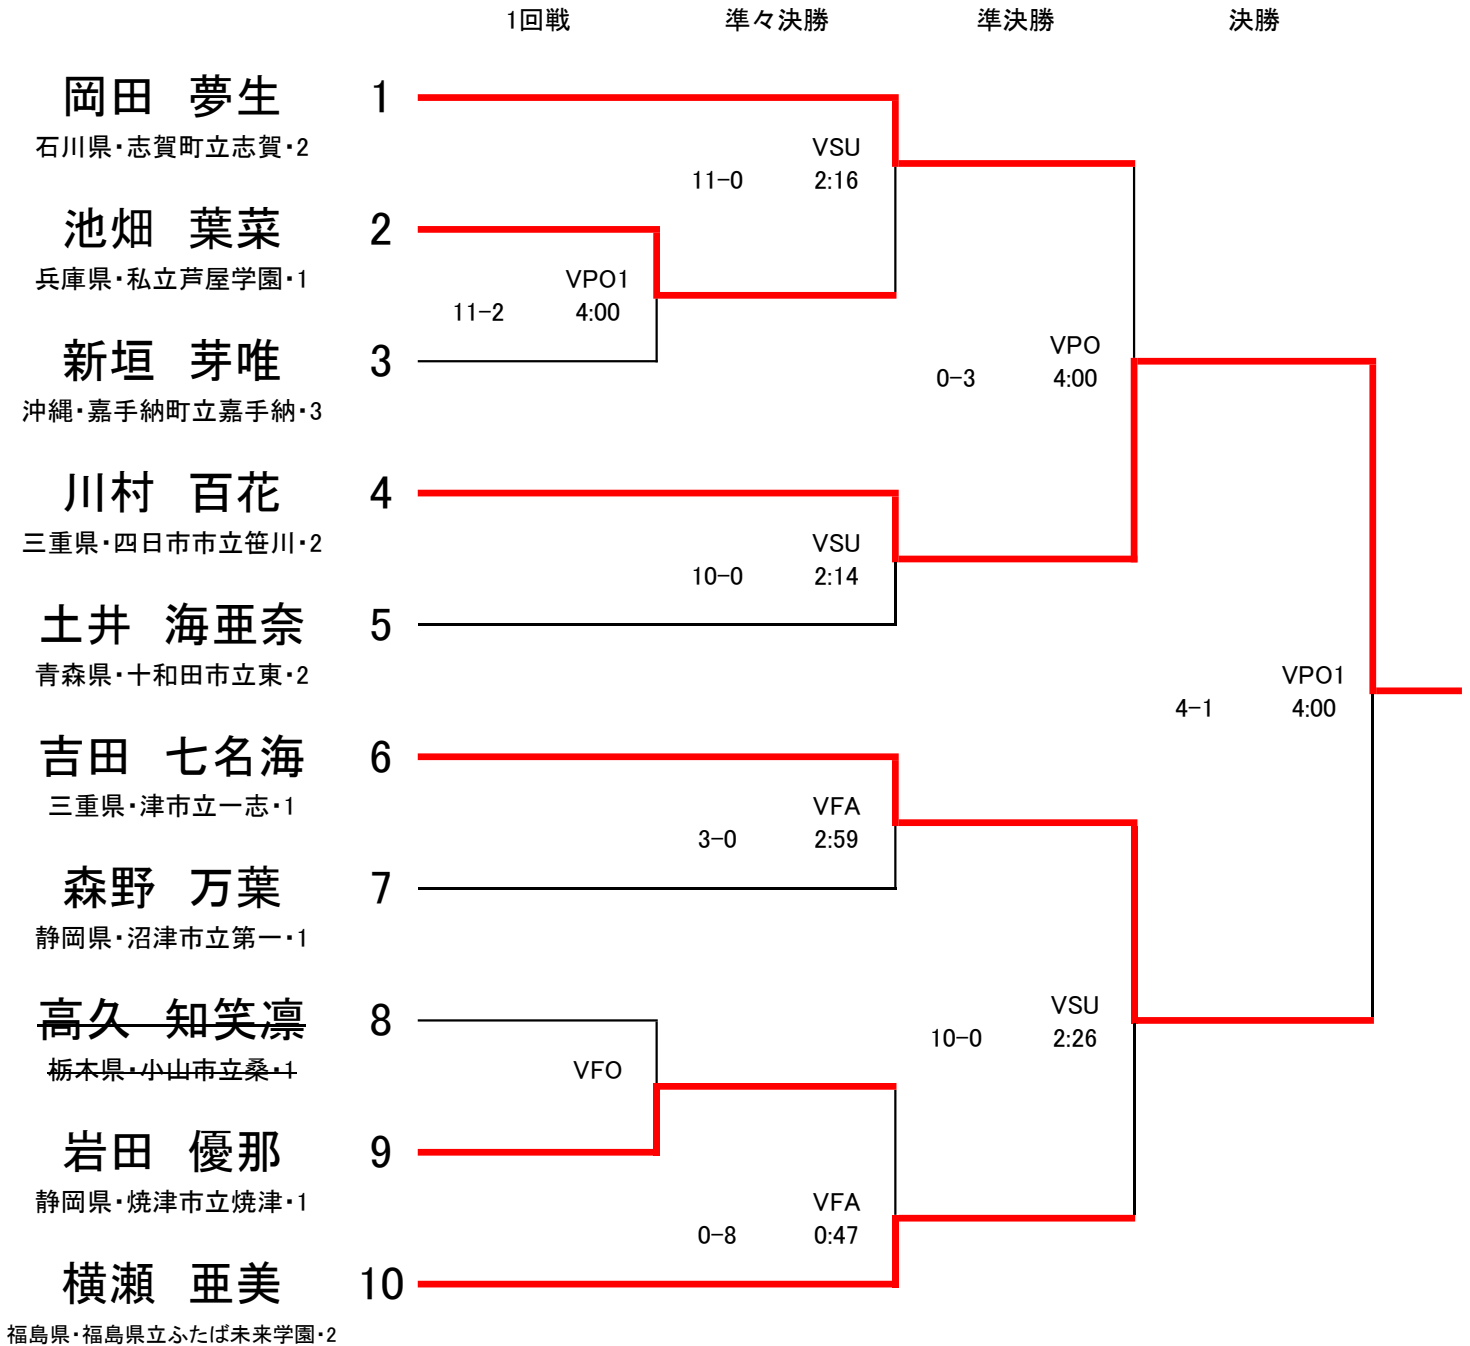 1回戦 準々決勝 準決勝 決勝
岡田 夢生 1
石川県・志賀町立志賀・2
VSU
11-0 2:16
池畑 葉菜 2
兵庫県・私立芦屋学園・1
VPO1
11-2 4:00
新垣 芽唯 3
沖縄・嘉手納町立嘉手納・3
VPO
0-3 4:00
川村 百花 4
三重県・四日市市立笹川・2
VSU
10-0 2:14
土井 海亜奈 5
青森県・十和田市立東・2
VPO1
4-1 4:00
吉田 七名海 6
三重県・津市立一志・1
VFA
3-0 2:59
森野 万葉 7
静岡県・沼津市立第一・1
高久 知笑凛 8
栃木県・小山市立桑・1
VFO
VSU
10-0 2:26
岩田 優那 9
静岡県・焼津市立焼津・1
VFA
0-8 0:47
横瀬 亜美 10
福島県・福島県立ふたば未来学園・2